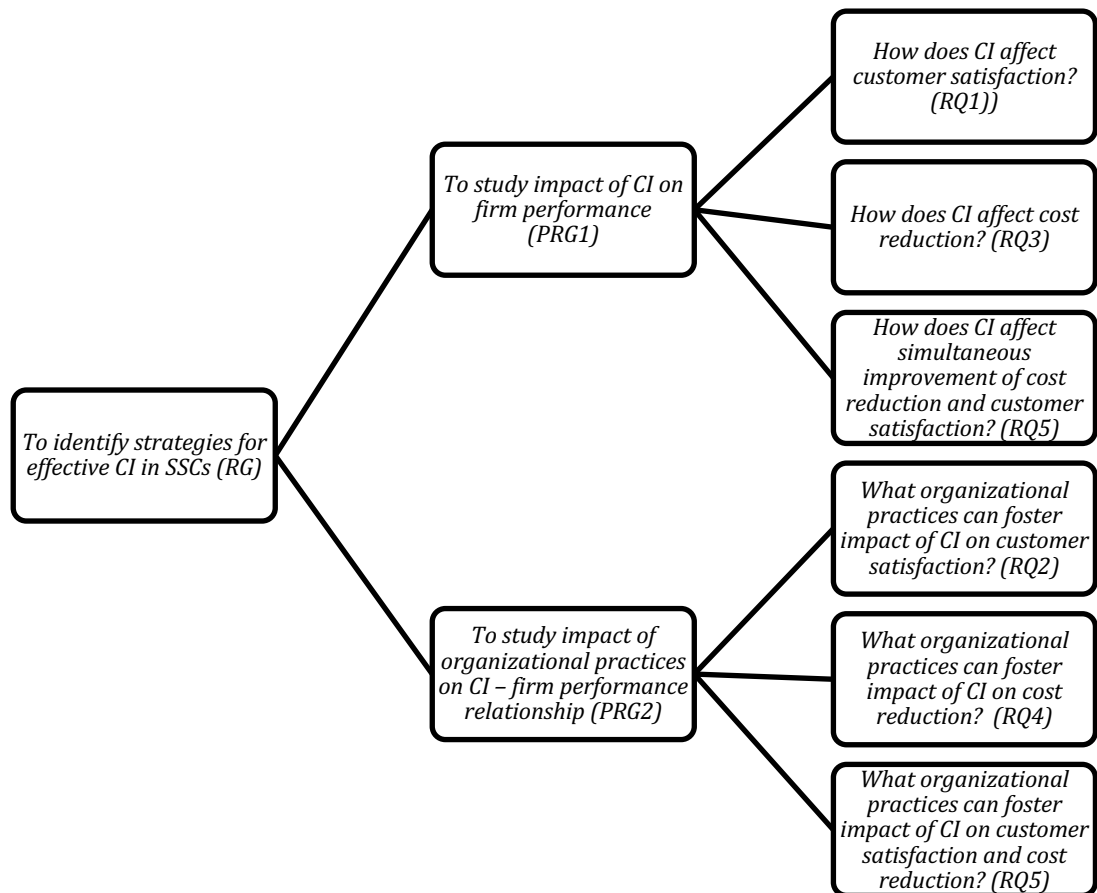 How does CI affect
customer satisfaction?
(RQ1))
To study impact of CI on
firm performance
(PRG1)
How does CI affect cost
reduction? (RQ3)
How does CI affect
simultaneous
improvement of cost
reduction and customer
satisfaction? (RQ5)
To identify strategies for
effective CI in SSCs (RG)
What organizational
practices can foster
impact of CI on customer
satisfaction? (RQ2)
To study impact of
organizational practices
on CI – firm performance
relationship (PRG2)
What organizational
practices can foster
impact of CI on cost
reduction?  (RQ4)
What organizational
practices can foster
impact of CI on customer
satisfaction and cost
reduction? (RQ5)